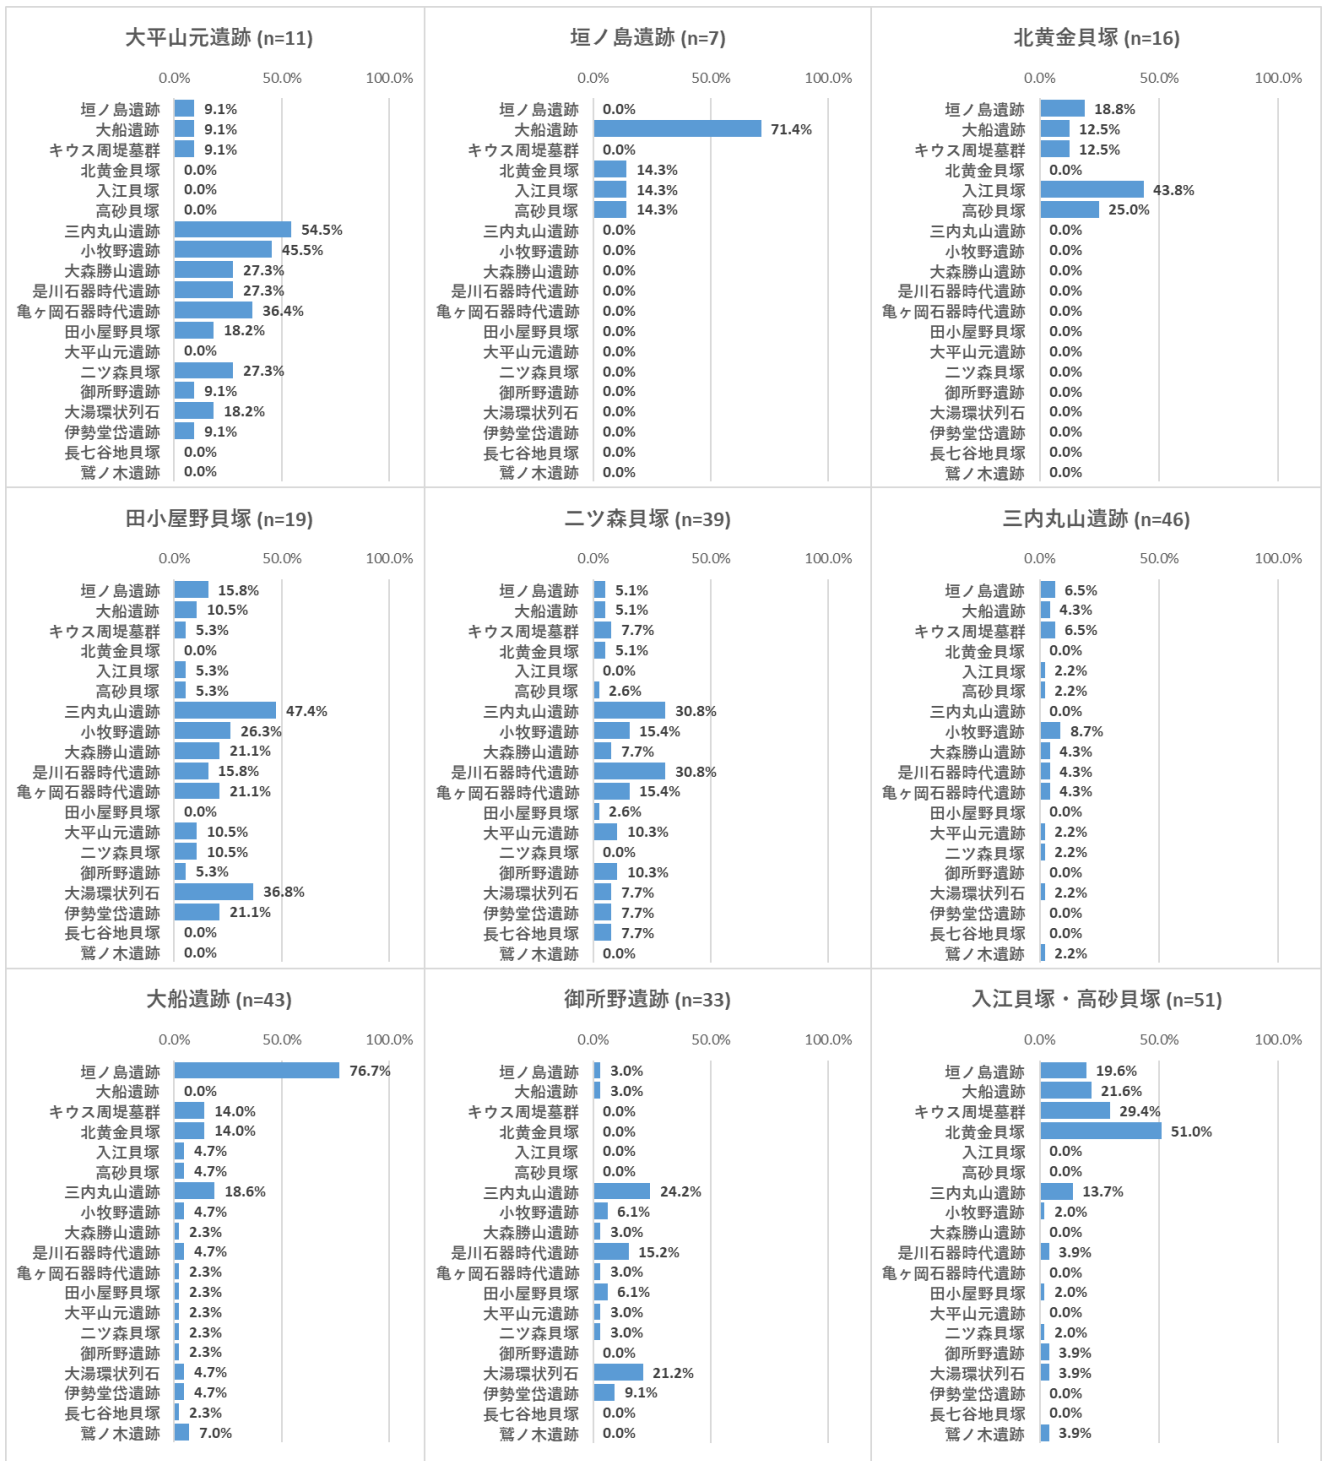 大平山元遺跡 (n=11)
0.0% 50.0% 100.0%
垣ノ島遺跡 9.1%
大船遺跡 9.1%
キウス周堤墓群 9.1%
北黄金貝塚 0.0%
入江貝塚 0.0%
高砂貝塚 0.0%
三内丸山遺跡 54.5%
小牧野遺跡 45.5%
大森勝山遺跡 27.3%
是川石器時代遺跡 27.3%
亀ヶ岡石器時代遺跡 36.4%
田小屋野貝塚 18.2%
大平山元遺跡 0.0%
二ツ森貝塚 27.3%
御所野遺跡 9.1%
大湯環状列石 18.2%
伊勢堂岱遺跡 9.1%
長七谷地貝塚 0.0%
鷲ノ木遺跡 0.0%
垣ノ島遺跡 (n=7)
0.0% 50.0% 100.0%
垣ノ島遺跡 0.0%
大船遺跡 71.4%
キウス周堤墓群 0.0%
北黄金貝塚 14.3%
入江貝塚 14.3%
高砂貝塚 14.3%
三内丸山遺跡 0.0%
小牧野遺跡 0.0%
大森勝山遺跡 0.0%
是川石器時代遺跡 0.0%
亀ヶ岡石器時代遺跡 0.0%
田小屋野貝塚 0.0%
大平山元遺跡 0.0%
二ツ森貝塚 0.0%
御所野遺跡 0.0%
大湯環状列石 0.0%
伊勢堂岱遺跡 0.0%
長七谷地貝塚 0.0%
鷲ノ木遺跡 0.0%
北黄金貝塚 (n=16)
0.0% 50.0% 100.0%
垣ノ島遺跡 18.8%
大船遺跡 12.5%
キウス周堤墓群 12.5%
北黄金貝塚 0.0%
入江貝塚 43.8%
高砂貝塚 25.0%
三内丸山遺跡 0.0%
小牧野遺跡 0.0%
大森勝山遺跡 0.0%
是川石器時代遺跡 0.0%
亀ヶ岡石器時代遺跡 0.0%
田小屋野貝塚 0.0%
大平山元遺跡 0.0%
二ツ森貝塚 0.0%
御所野遺跡 0.0%
大湯環状列石 0.0%
伊勢堂岱遺跡 0.0%
長七谷地貝塚 0.0%
鷲ノ木遺跡 0.0%
田小屋野貝塚 (n=19)
0.0% 50.0% 100.0%
垣ノ島遺跡 15.8%
大船遺跡 10.5%
キウス周堤墓群 5.3%
北黄金貝塚 0.0%
入江貝塚 5.3%
高砂貝塚 5.3%
三内丸山遺跡 47.4%
小牧野遺跡 26.3%
大森勝山遺跡 21.1%
是川石器時代遺跡 15.8%
亀ヶ岡石器時代遺跡 21.1%
田小屋野貝塚 0.0%
大平山元遺跡 10.5%
二ツ森貝塚 10.5%
御所野遺跡 5.3%
大湯環状列石 36.8%
伊勢堂岱遺跡 21.1%
長七谷地貝塚 0.0%
鷲ノ木遺跡 0.0%
二ツ森貝塚 (n=39)
0.0% 50.0% 100.0%
垣ノ島遺跡 5.1%
大船遺跡 5.1%
キウス周堤墓群 7.7%
北黄金貝塚 5.1%
入江貝塚 0.0%
高砂貝塚 2.6%
三内丸山遺跡 30.8%
小牧野遺跡 15.4%
大森勝山遺跡 7.7%
是川石器時代遺跡 30.8%
亀ヶ岡石器時代遺跡 15.4%
田小屋野貝塚 2.6%
大平山元遺跡 10.3%
二ツ森貝塚 0.0%
御所野遺跡 10.3%
大湯環状列石 7.7%
伊勢堂岱遺跡 7.7%
長七谷地貝塚 7.7%
鷲ノ木遺跡 0.0%
三内丸山遺跡 (n=46)
0.0% 50.0% 100.0%
垣ノ島遺跡 6.5%
大船遺跡 4.3%
キウス周堤墓群 6.5%
北黄金貝塚 0.0%
入江貝塚 2.2%
高砂貝塚 2.2%
三内丸山遺跡 0.0%
小牧野遺跡 8.7%
大森勝山遺跡 4.3%
是川石器時代遺跡 4.3%
亀ヶ岡石器時代遺跡 4.3%
田小屋野貝塚 0.0%
大平山元遺跡 2.2%
二ツ森貝塚 2.2%
御所野遺跡 0.0%
大湯環状列石 2.2%
伊勢堂岱遺跡 0.0%
長七谷地貝塚 0.0%
鷲ノ木遺跡 2.2%
大船遺跡 (n=43)
0.0% 50.0% 100.0%
垣ノ島遺跡 76.7%
大船遺跡 0.0%
キウス周堤墓群 14.0%
北黄金貝塚 14.0%
入江貝塚 4.7%
高砂貝塚 4.7%
三内丸山遺跡 18.6%
小牧野遺跡 4.7%
大森勝山遺跡 2.3%
是川石器時代遺跡 4.7%
亀ヶ岡石器時代遺跡 2.3%
田小屋野貝塚 2.3%
大平山元遺跡 2.3%
二ツ森貝塚 2.3%
御所野遺跡 2.3%
大湯環状列石 4.7%
伊勢堂岱遺跡 4.7%
長七谷地貝塚 2.3%
鷲ノ木遺跡 7.0%
御所野遺跡 (n=33)
0.0% 50.0% 100.0%
垣ノ島遺跡 3.0%
大船遺跡 3.0%
キウス周堤墓群 0.0%
北黄金貝塚 0.0%
入江貝塚 0.0%
高砂貝塚 0.0%
三内丸山遺跡 24.2%
小牧野遺跡 6.1%
大森勝山遺跡 3.0%
是川石器時代遺跡 15.2%
亀ヶ岡石器時代遺跡 3.0%
田小屋野貝塚 6.1%
大平山元遺跡 3.0%
二ツ森貝塚 3.0%
御所野遺跡 0.0%
大湯環状列石 21.2%
伊勢堂岱遺跡 9.1%
長七谷地貝塚 0.0%
鷲ノ木遺跡 0.0%
入江貝塚・高砂貝塚 (n=51)
0.0% 50.0% 100.0%
垣ノ島遺跡 19.6%
大船遺跡 21.6%
キウス周堤墓群 29.4%
北黄金貝塚 51.0%
入江貝塚 0.0%
高砂貝塚 0.0%
三内丸山遺跡 13.7%
小牧野遺跡 2.0%
大森勝山遺跡 0.0%
是川石器時代遺跡 3.9%
亀ヶ岡石器時代遺跡 0.0%
田小屋野貝塚 2.0%
大平山元遺跡 0.0%
二ツ森貝塚 2.0%
御所野遺跡 3.9%
大湯環状列石 3.9%
伊勢堂岱遺跡 0.0%
長七谷地貝塚 0.0%
鷲ノ木遺跡 3.9%